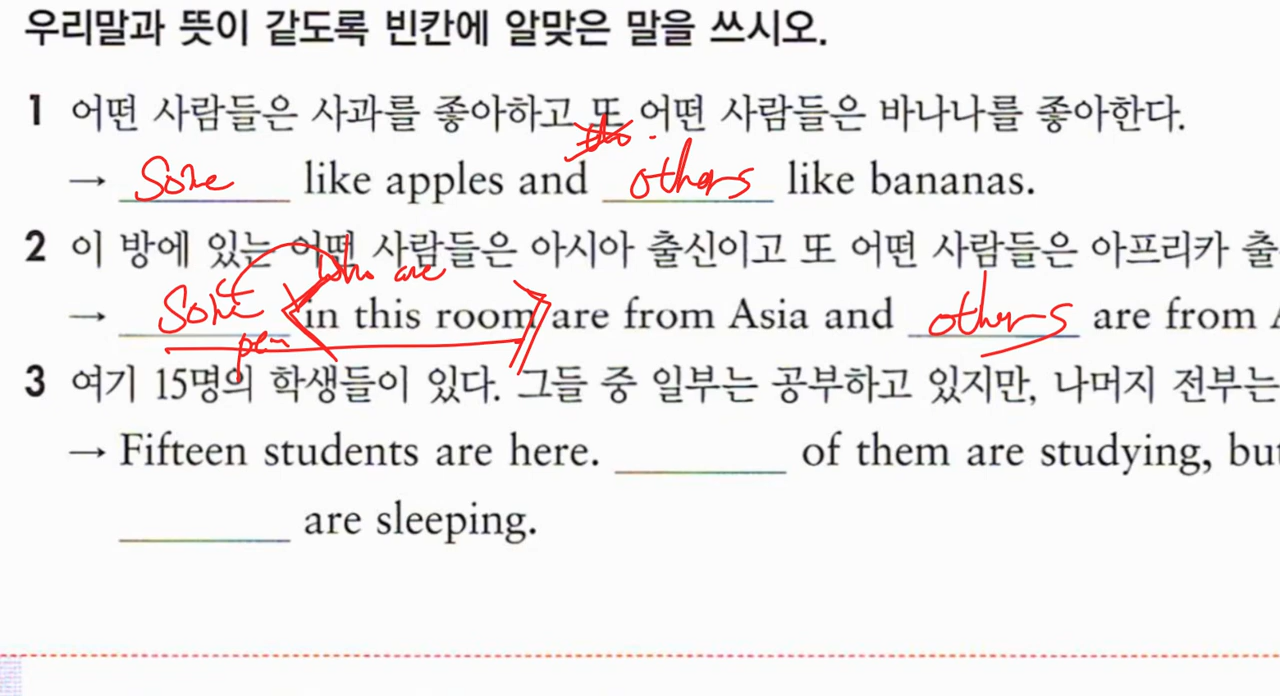 우리말과 뜻이 같도록 빈칸에 알맞은 말을 쓰시오.
1 어떤 사람들은 사과를 좋아하고 또 어떤 사람들은 바나나를 좋아한다.
→ Some like apples and others like bananas.
2 이 방에 있는 어떤 사람들은 아시아 출신이고 또 어떤 사람들은 아프리카 출
who are
→ Some in this room are from Asia and others are from A
3 여기 15명의 학생들이 있다. 그들 중 일부는 공부하고 있지만, 나머지 전부는
→ Fifteen students are here. of them are studying, but
are sleeping.